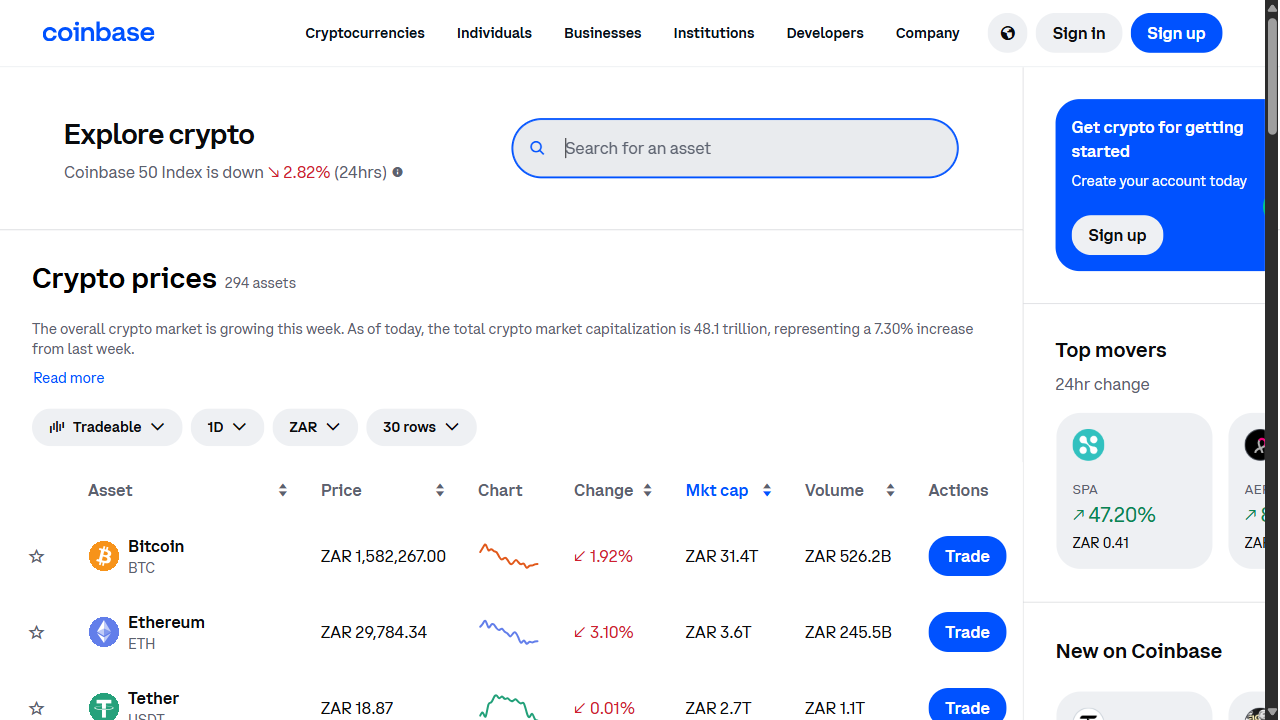 coinbase
Cryptocurrencies
Individuals
Businesses
Institutions
Developers
Company
Sign in
Sign up
Explore crypto
Coinbase 50 Index is down ↘ 2.82% (24hrs)
Search for an asset
Get crypto for getting
started
Create your account today
Sign up
Crypto prices 294 assets
The overall crypto market is growing this week. As of today, the total crypto market capitalization is 48.1 trillion, representing a 7.30% increase
from last week.
Read more
Tradeable
1D
ZAR
30 rows
Asset Price Chart Change Mkt cap Volume Actions
Bitcoin
BTC
ZAR 1,582,267.00 ↙ 1.92% ZAR 31.4T ZAR 526.2B Trade
Ethereum
ETH
ZAR 29,784.34 ↙ 3.10% ZAR 3.6T ZAR 245.5B Trade
Tether
USDT
ZAR 18.87 ↙ 0.01% ZAR 2.7T ZAR 1.1T Trade
Top movers
24hr change
SPA
↗ 47.20%
ZAR 0.41
New on Coinbase